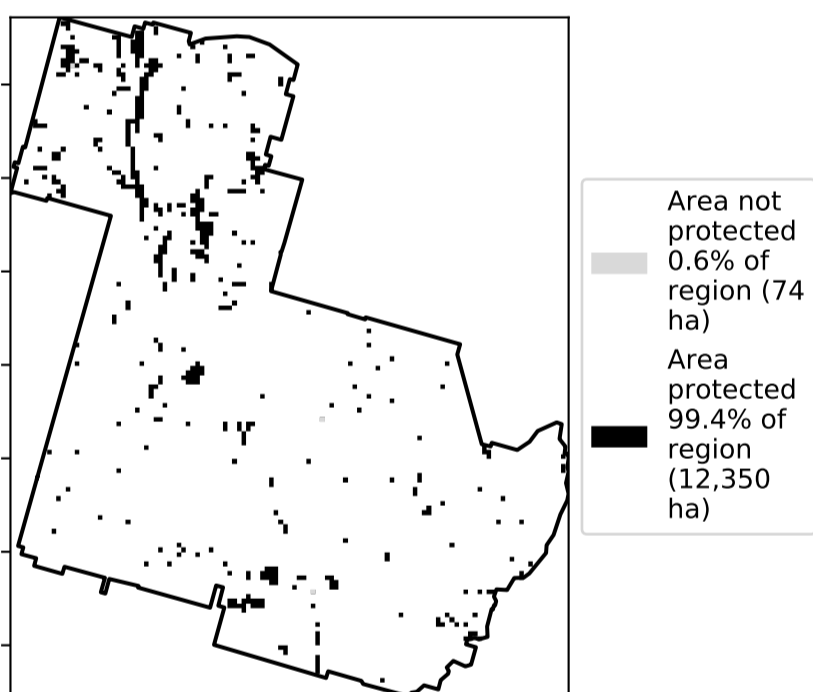 Area not
protected
0.6% of
region (74
ha)
Area
protected
99.4% of
region
(12,350
ha)